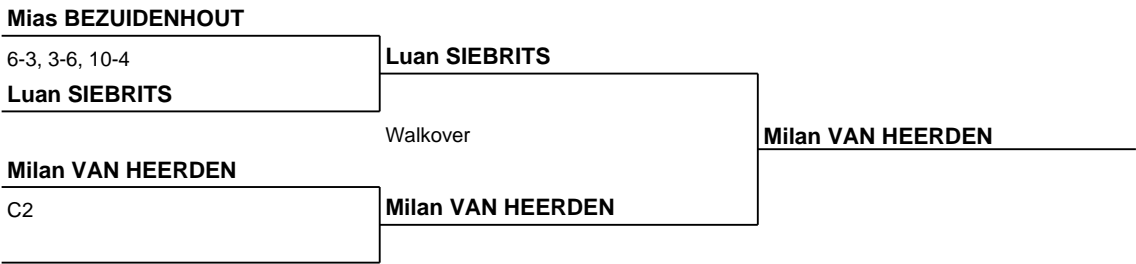 Mias BEZUIDENHOUT
6-3, 3-6, 10-4
Luan SIEBRITS
Luan SIEBRITS
Walkover
Milan VAN HEERDEN
Milan VAN HEERDEN
C2
Milan VAN HEERDEN